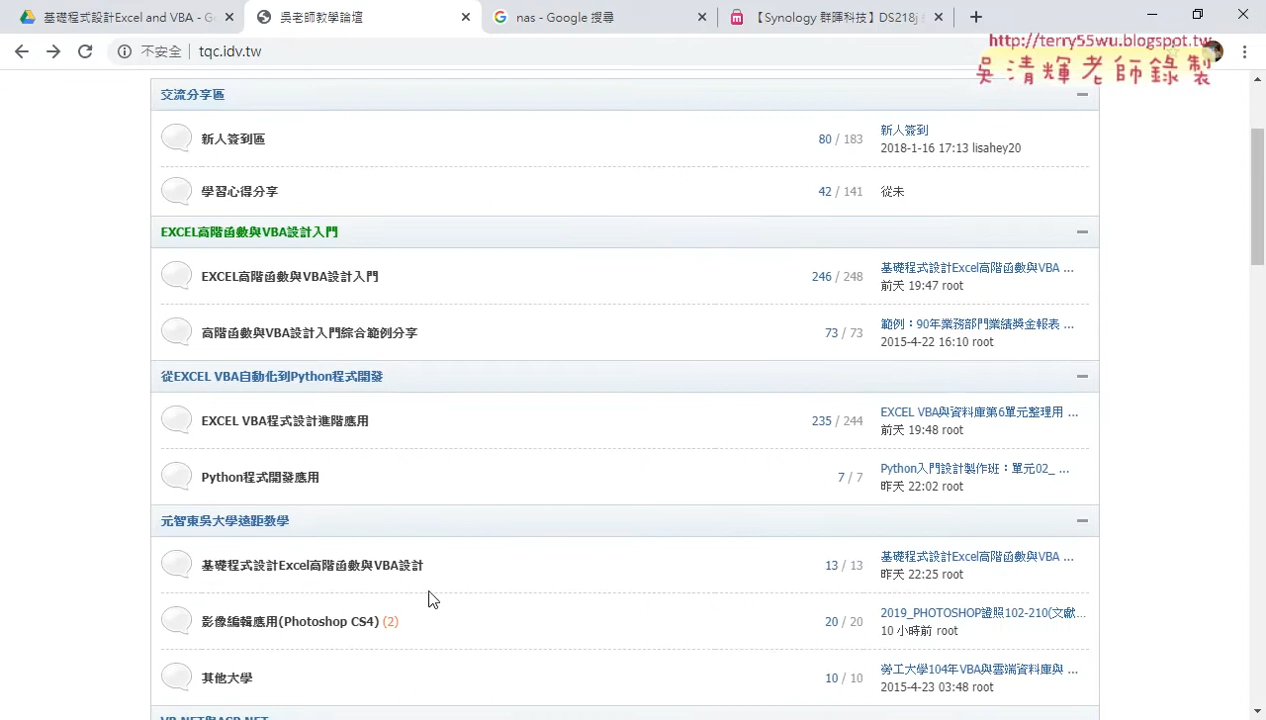 基礎程式設計Excel and VBA - G
吳老師教學論壇
nas - Google 搜尋
【Synology 群暉科技】DS218j
不安全
tqc.idv.tw
http://terry55wu.blogspot.tw
吳清輝老師錄製
交流分享區
新人簽到區
80 / 183
新人簽到
2018-1-16 17:13 lisahey20
學習心得分享
42 / 141
從未
EXCEL高階函數與VBA設計入門
EXCEL高階函數與VBA設計入門
246 / 248
基礎程式設計Excel高階函數與VBA ...
前天 19:47 root
高階函數與VBA設計入門綜合範例分享
73 / 73
範例：90年業務部門業績獎金報表 ...
2015-4-22 16:10 root
從EXCEL VBA自動化到Python程式開發
EXCEL VBA程式設計進階應用
235 / 244
EXCEL VBA與資料庫第6單元整理用 ...
前天 19:48 root
Python程式開發應用
7 / 7
Python入門設計製作班：單元02_ ...
昨天 22:02 root
元智東吳大學遠距教學
基礎程式設計Excel高階函數與VBA設計
13 / 13
基礎程式設計Excel高階函數與VBA ...
昨天 22:25 root
影像編輯應用(Photoshop CS4) (2)
20 / 20
2019_PHOTOSHOP證照102-210(文獻...
10 小時前 root
其他大學
10 / 10
勞工大學104年VBA與雲端資料庫與 ...
2015-4-23 03:48 root
VB.NET與ASP.NET